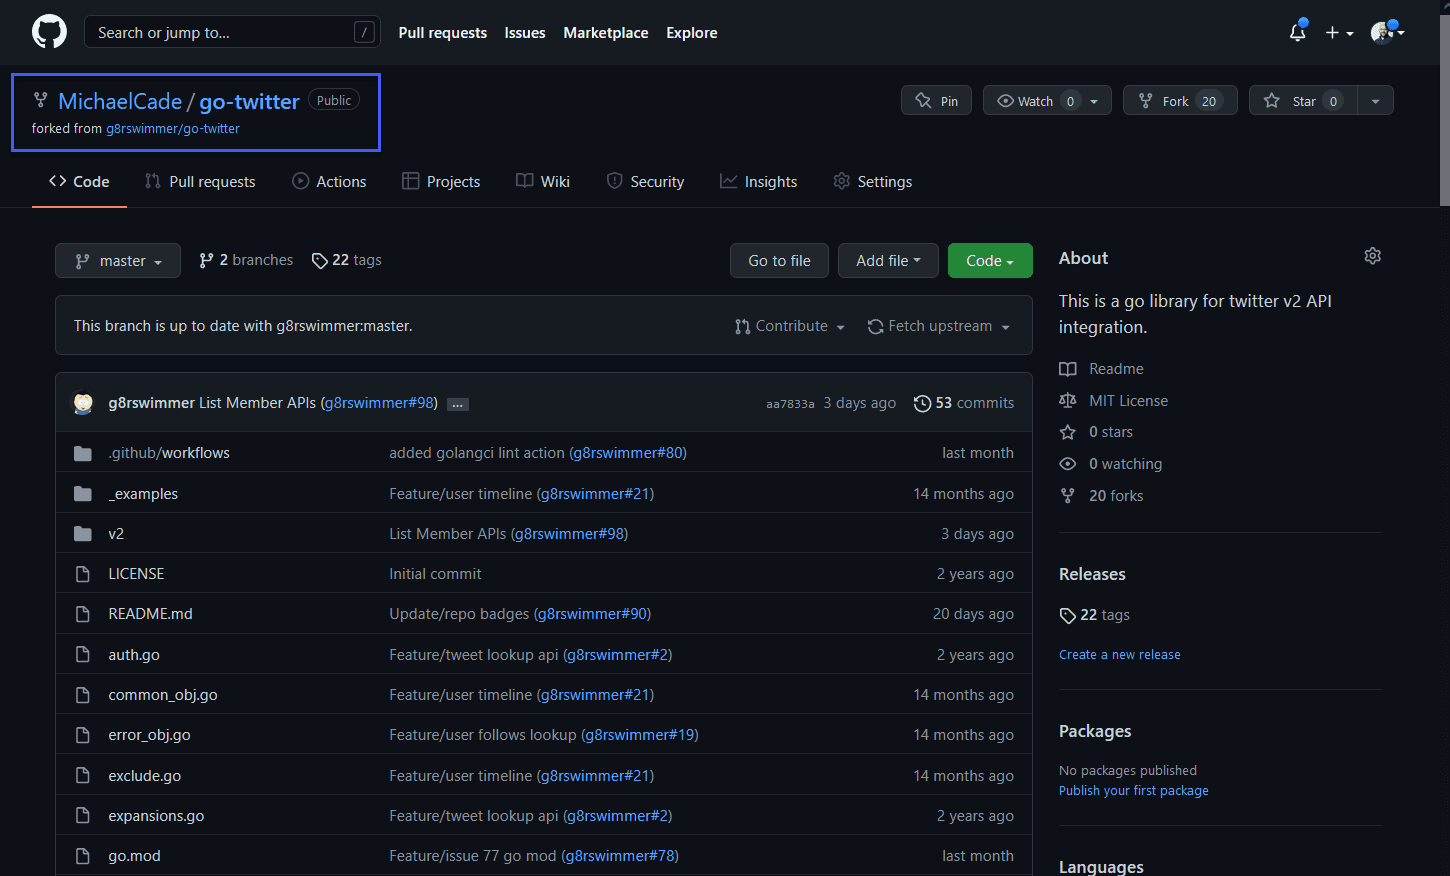 Search or jump to... /
Pull requests Issues Marketplace Explore
MichaelCade / go-twitter Public
forked from g8rswimmer/go-twitter
Pin Watch 0 Fork 20 Star 0
Code Pull requests Actions Projects Wiki Security Insights Settings
master 2 branches 22 tags
Go to file Add file Code
This branch is up to date with g8rswimmer:master.
Contribute Fetch upstream
g8rswimmer List Member APIs (g8rswimmer#98) ... aa7833a 3 days ago 53 commits
.github/workflows added golangci lint action (g8rswimmer#80) last month
_examples Feature/user timeline (g8rswimmer#21) 14 months ago
v2 List Member APIs (g8rswimmer#98) 3 days ago
LICENSE Initial commit 2 years ago
README.md Update/repo badges (g8rswimmer#90) 20 days ago
auth.go Feature/tweet lookup api (g8rswimmer#2) 2 years ago
common_obj.go Feature/user timeline (g8rswimmer#21) 14 months ago
error_obj.go Feature/user follows lookup (g8rswimmer#19) 14 months ago
exclude.go Feature/user timeline (g8rswimmer#21) 14 months ago
expansions.go Feature/tweet lookup api (g8rswimmer#2) 2 years ago
go.mod Feature/issue 77 go mod (g8rswimmer#78) last month
About
This is a go library for twitter v2 API
integration.
Readme
MIT License
0 stars
0 watching
20 forks
Releases
22 tags
Create a new release
Packages
No packages published
Publish your first package
Languages